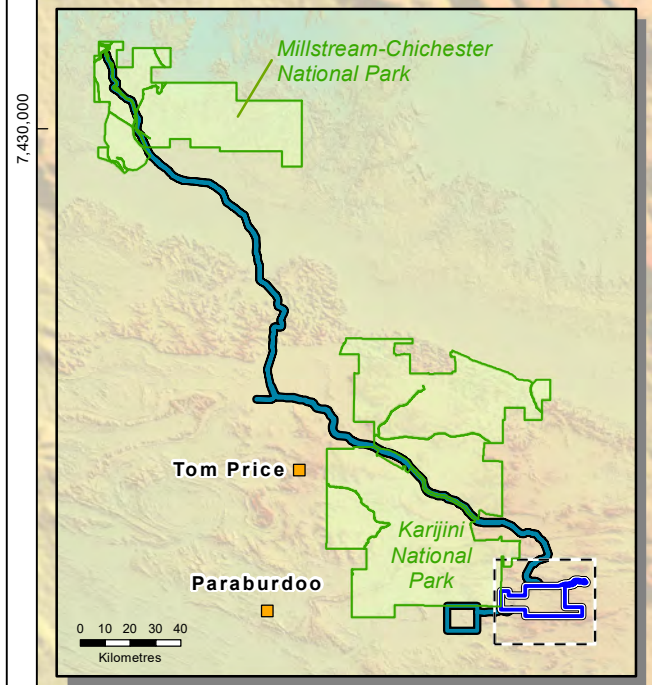 Millstream-Chichester
National Park
7,430,000
Tom Price
Karijini
National
Park
Paraburdoo
0 10 20 30 40
Kilometres